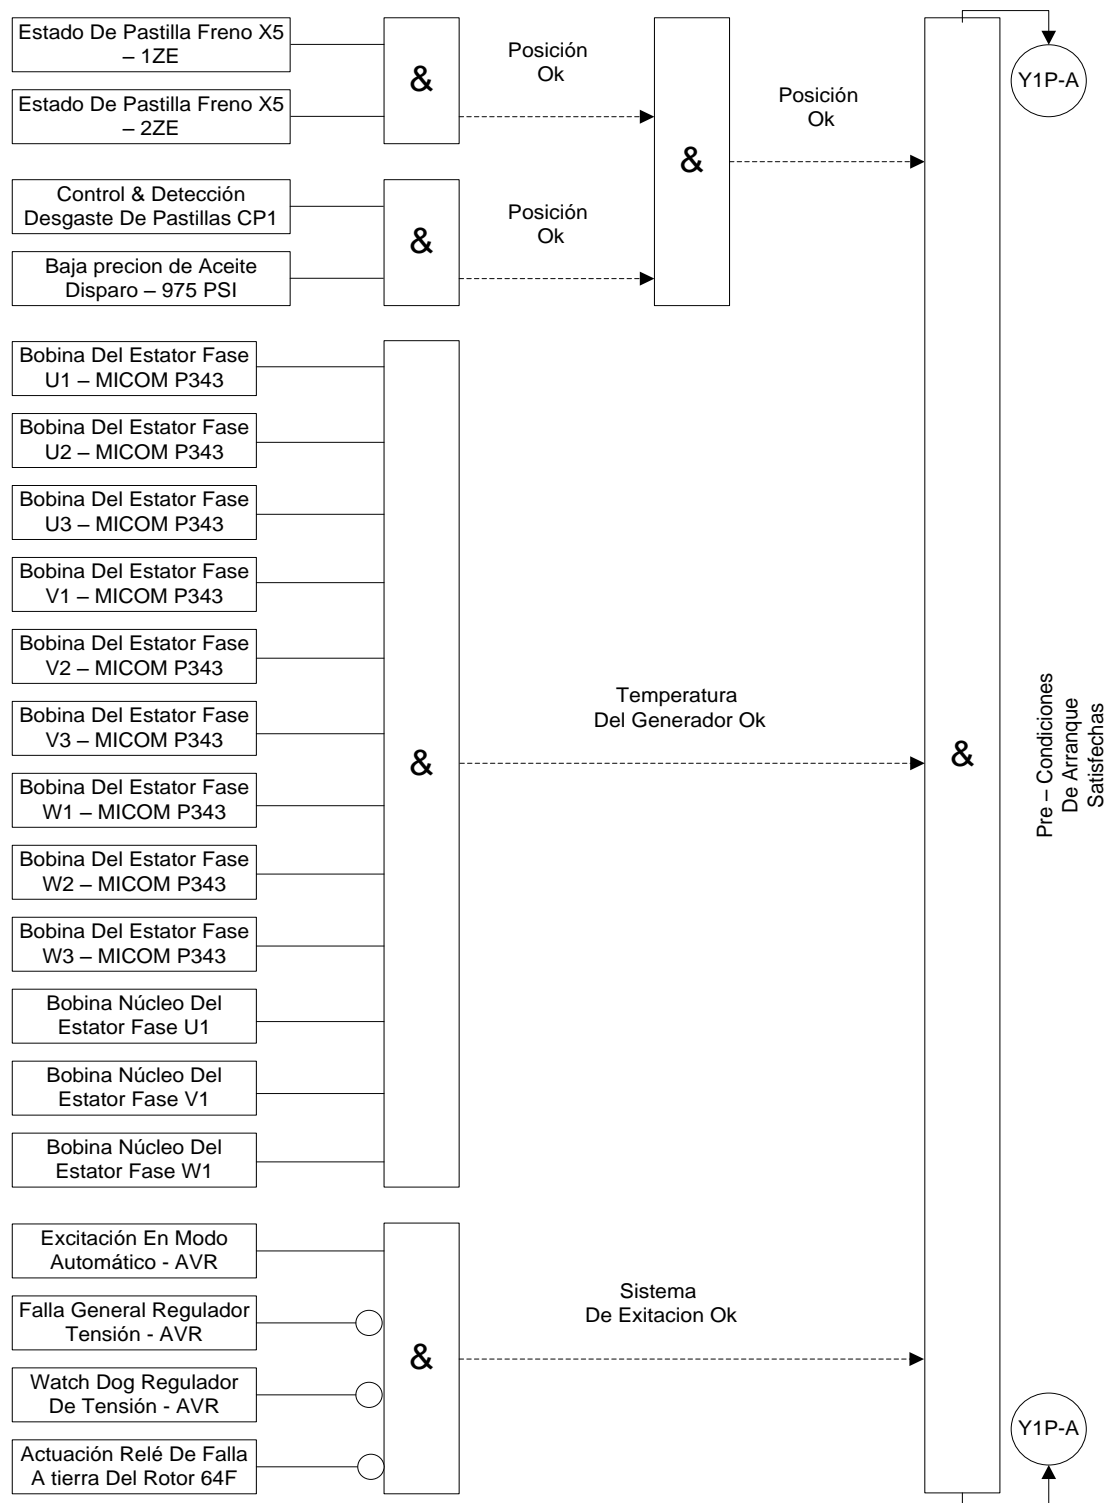 Estado De Pastilla Freno X5
– 1ZE
Estado De Pastilla Freno X5
– 2ZE
&
Posición
Ok
Control & Detección
Desgaste De Pastillas CP1
Baja precion de Aceite
Disparo – 975 PSI
&
Posición
Ok
&
Posición
Ok
Y1P-A
Bobina Del Estator Fase
U1 – MICOM P343
Bobina Del Estator Fase
U2 – MICOM P343
Bobina Del Estator Fase
U3 – MICOM P343
Bobina Del Estator Fase
V1 – MICOM P343
Bobina Del Estator Fase
V2 – MICOM P343
Bobina Del Estator Fase
V3 – MICOM P343
Bobina Del Estator Fase
W1 – MICOM P343
Bobina Del Estator Fase
W2 – MICOM P343
Bobina Del Estator Fase
W3 – MICOM P343
Bobina Núcleo Del
Estator Fase U1
Bobina Núcleo Del
Estator Fase V1
Bobina Núcleo Del
Estator Fase W1
&
Temperatura
Del Generador Ok
&
Pre – Condiciones
De Arranque
Satisfechas
Excitación En Modo
Automático - AVR
Falla General Regulador
Tensión - AVR
Watch Dog Regulador
De Tensión - AVR
Actuación Relé De Falla
A tierra Del Rotor 64F
&
Sistema
De Exitacion Ok
Y1P-A